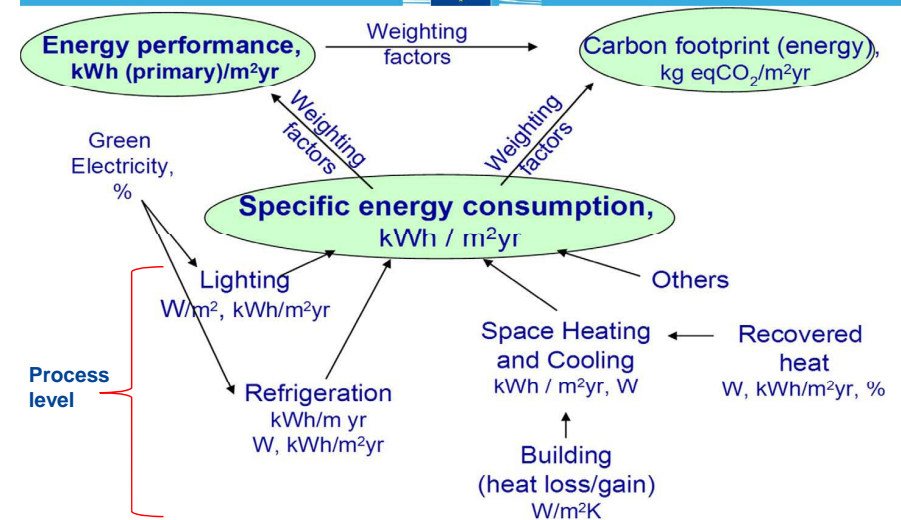 Energy performance,
kWh (primary)/m²yr
Weighting
factors
Carbon footprint (energy),
kg eqCO₂/m²yr
Weighting
factors
Weighting
factors
Green
Electricity,
%
Specific energy consumption,
kWh / m²yr
Lighting
W/m², kWh/m²yr
Others
Space Heating
and Cooling
kWh / m²yr, W
Recovered
heat
W, kWh/m²yr, %
Process
level
Refrigeration
kWh/m yr
W, kWh/m²yr
Building
(heat loss/gain)
W/m²K